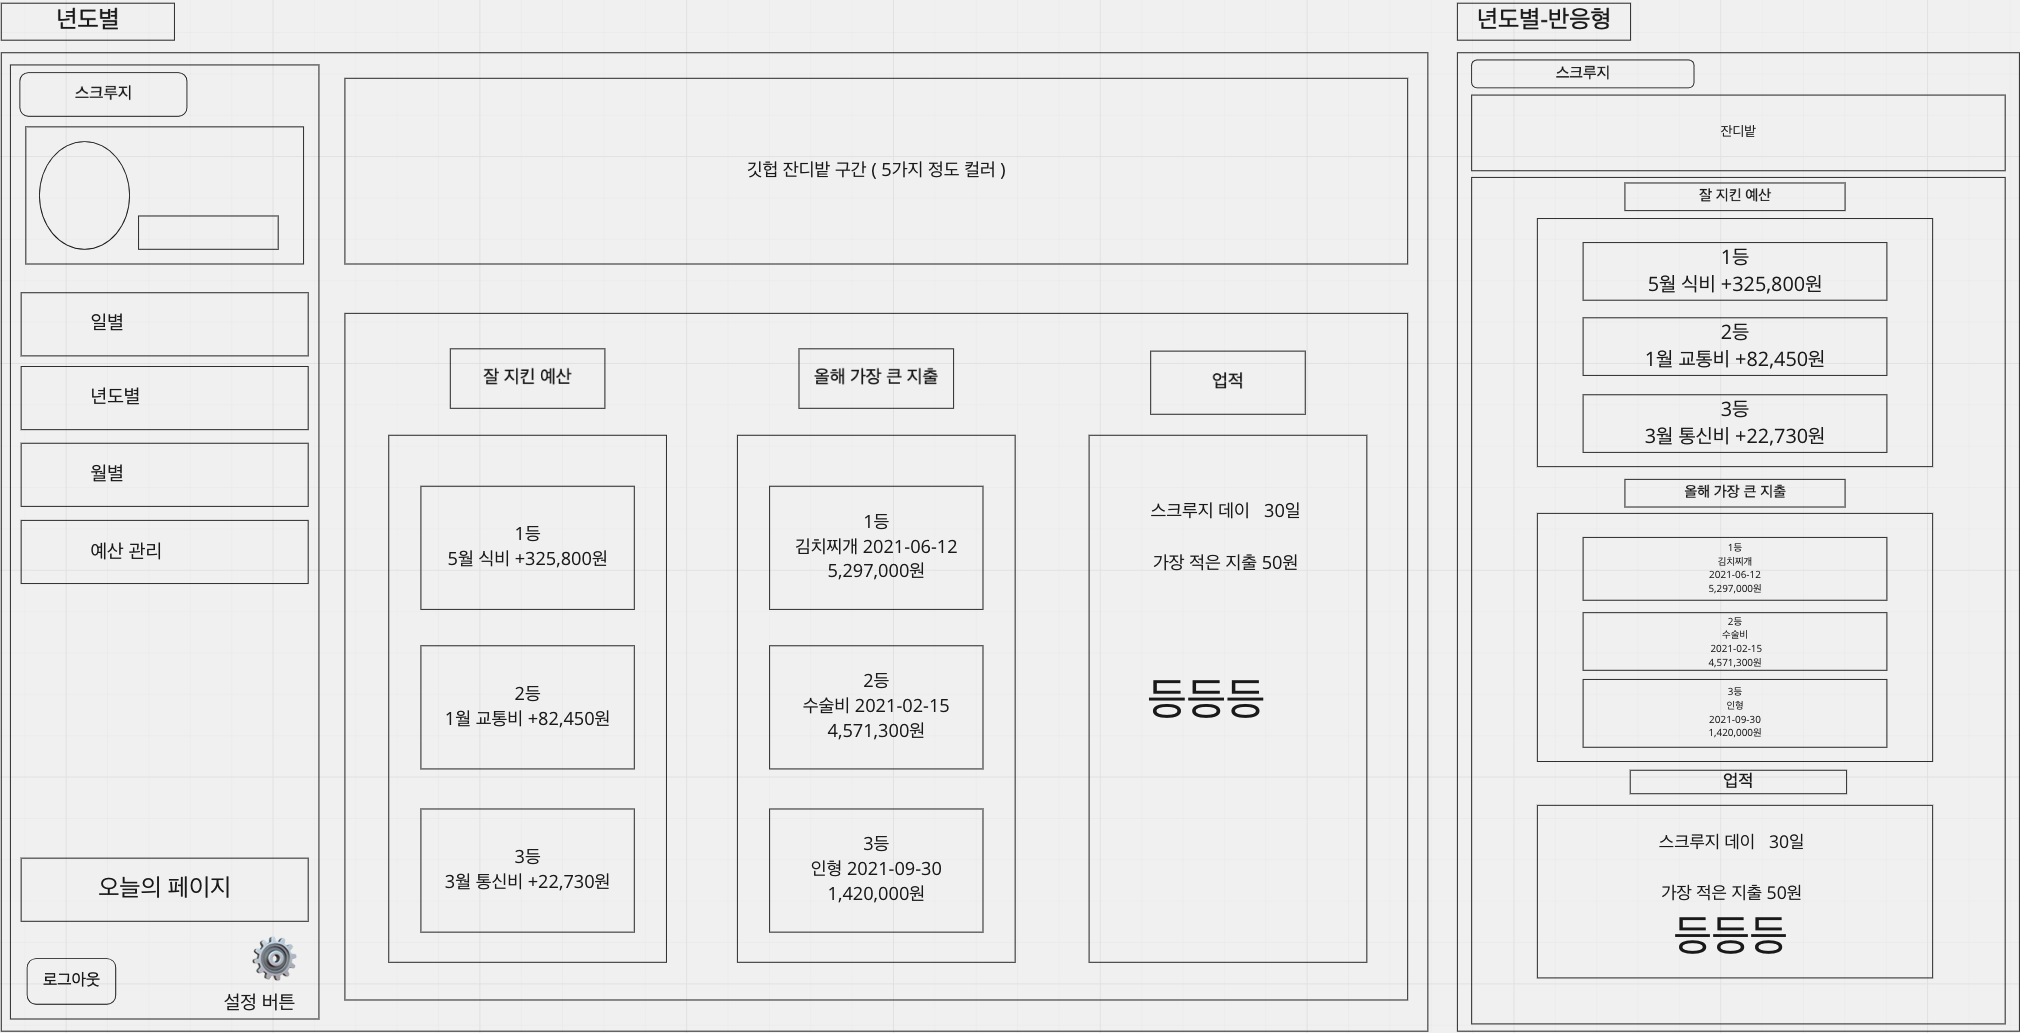 년도별
스크루지
일별
년도별
월별
예산 관리
오늘의 페이지
로그아웃
설정 버튼
깃헙 잔디밭 구간 ( 5가지 정도 컬러 )
잘 지킨 예산
1등
5월 식비 +325,800원
2등
1월 교통비 +82,450원
3등
3월 통신비 +22,730원
올해 가장 큰 지출
1등
김치찌개 2021-06-12
5,297,000원
2등
수술비 2021-02-15
4,571,300원
3등
인형 2021-09-30
1,420,000원
업적
스크루지 데이 30일
가장 적은 지출 50원
등등등
년도별-반응형
스크루지
잔디밭
잘 지킨 예산
1등
5월 식비 +325,800원
2등
1월 교통비 +82,450원
3등
3월 통신비 +22,730원
올해 가장 큰 지출
1등
김치찌개
2021-06-12
5,297,000원
2등
수술비
2021-02-15
4,571,300원
3등
인형
2021-09-30
1,420,000원
업적
스크루지 데이 30일
가장 적은 지출 50원
등등등